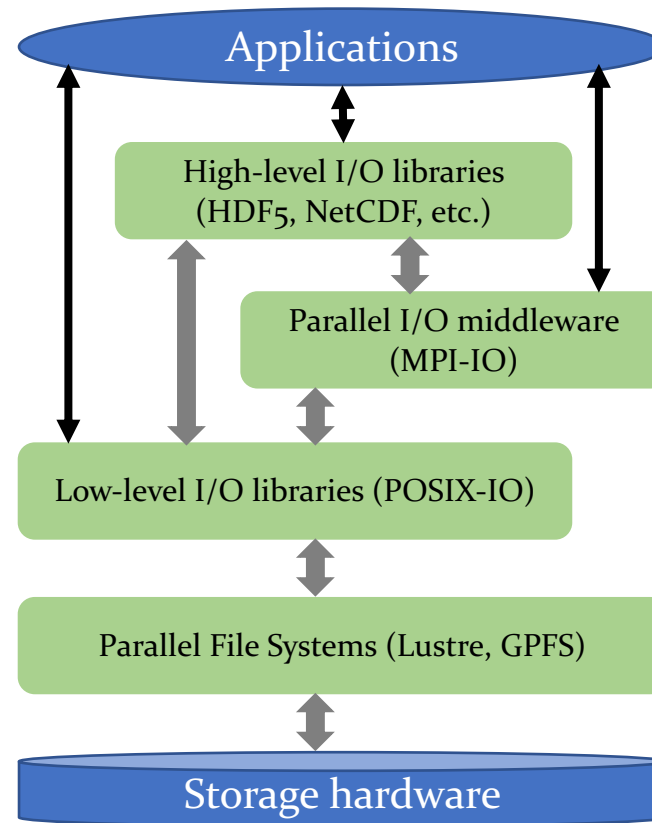 Applications
High-level I/O libraries
(HDF5, NetCDF, etc.)
Parallel I/O middleware
(MPI-IO)
Low-level I/O libraries (POSIX-IO)
Parallel File Systems (Lustre, GPFS)
Storage hardware